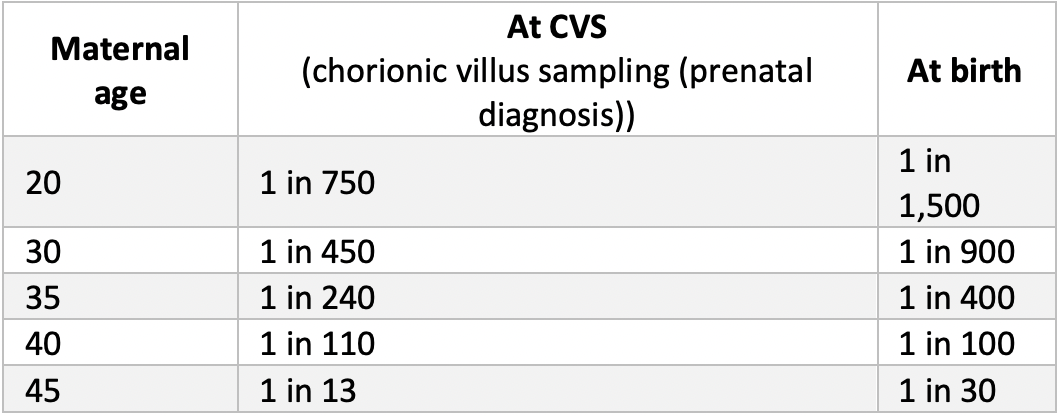 Maternal
age
At CVS
(chorionic villus sampling (prenatal
diagnosis))
At birth
20
1 in 750
1 in
1,500
30
1 in 450
1 in 900
35
1 in 240
1 in 400
40
1 in 110
1 in 100
45
1 in 13
1 in 30